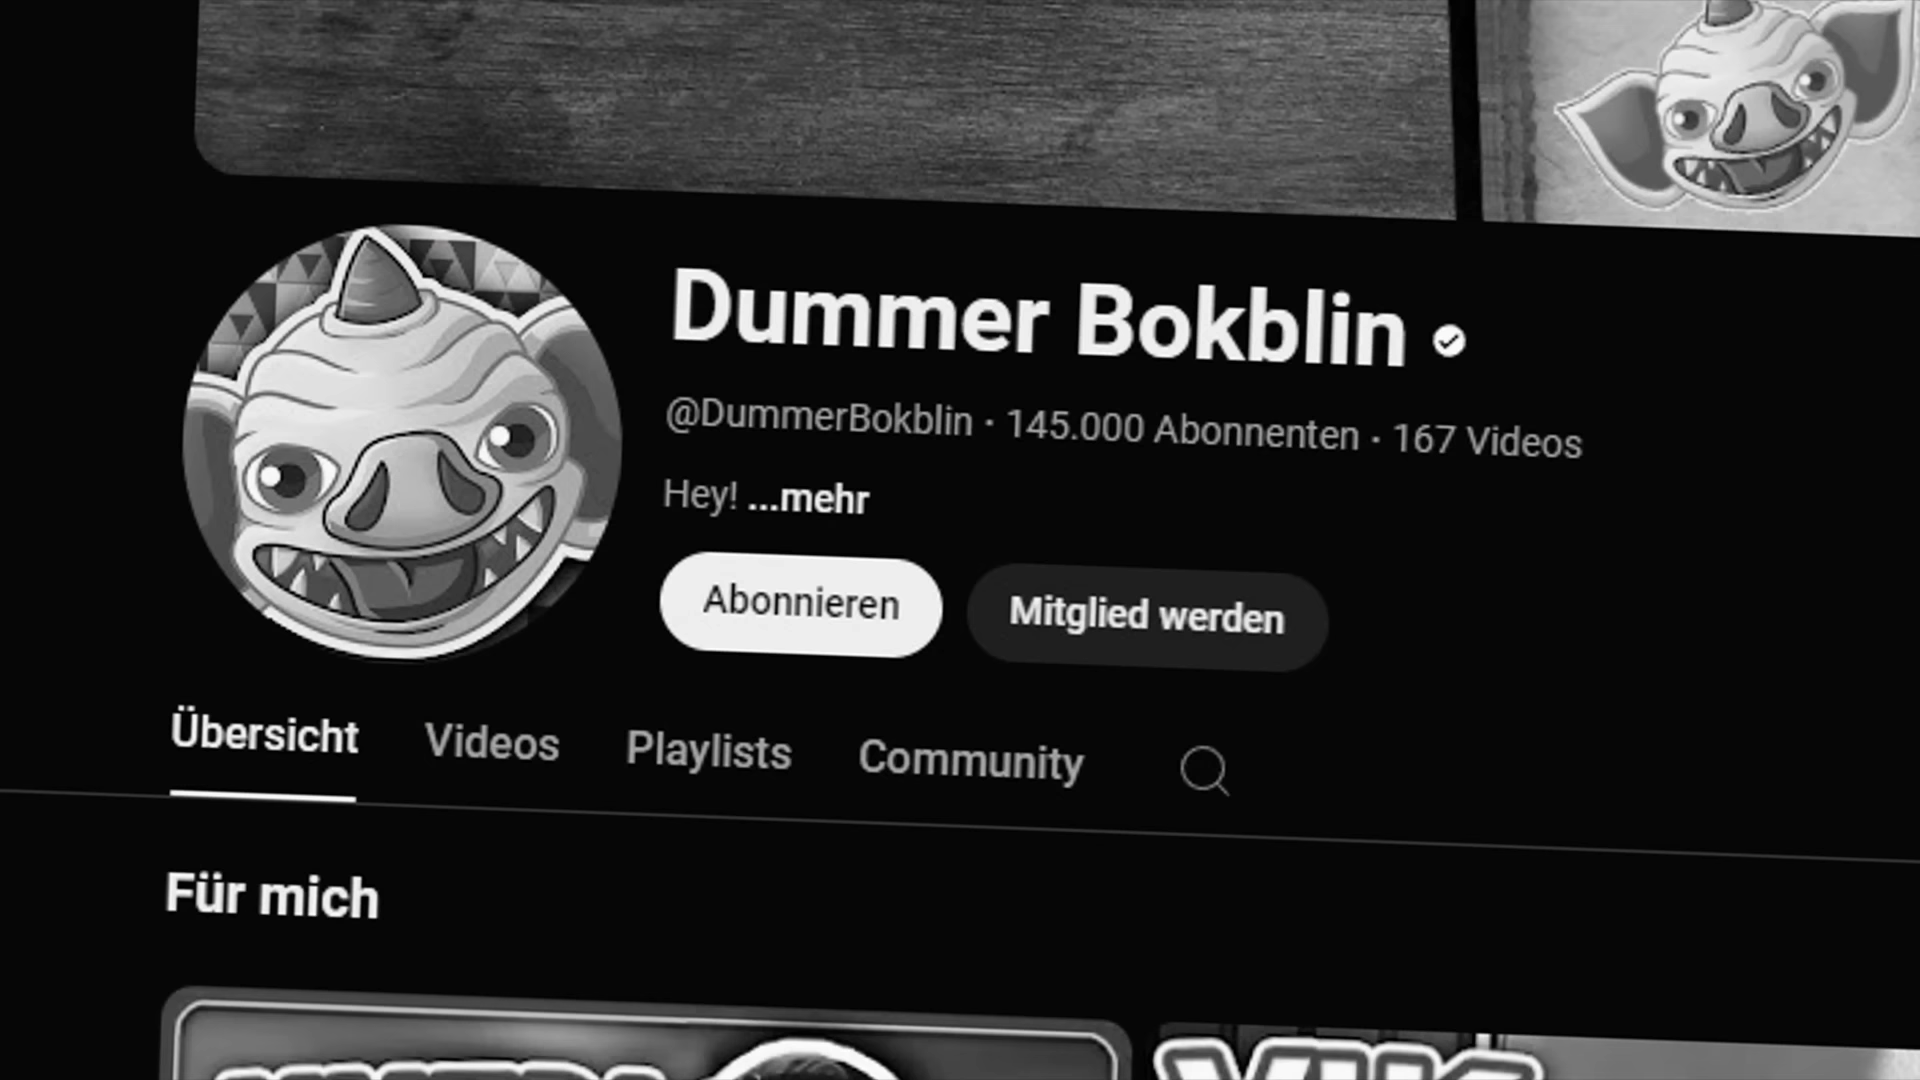 Dummer Bokblin
@DummerBokblin · 145.000 Abonnenten · 167 Videos
Hey! ...mehr
Abonnieren Mitglied werden
Übersicht Videos Playlists Community
Für mich